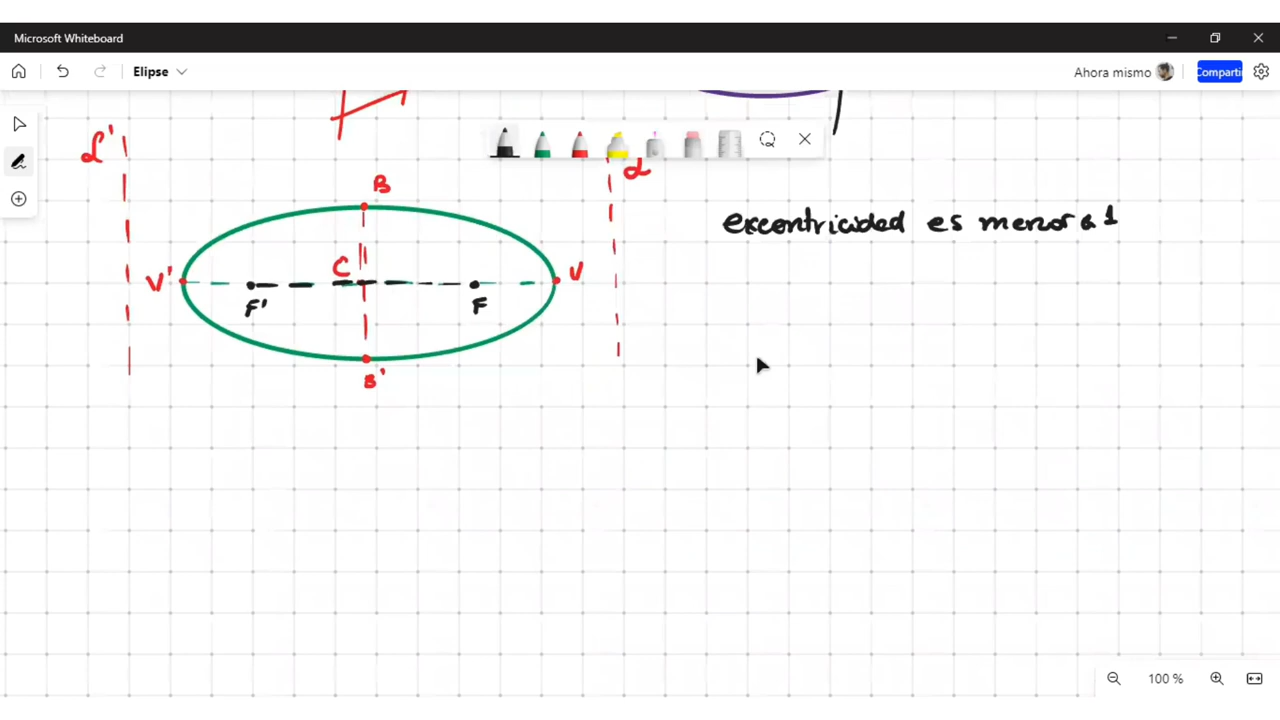 Microsoft Whiteboard
Elipse
Ahora mismo
Comparti
L'
L
B
excentricidad es menor a 1
V'
C
V
F'
F
B'
100 %